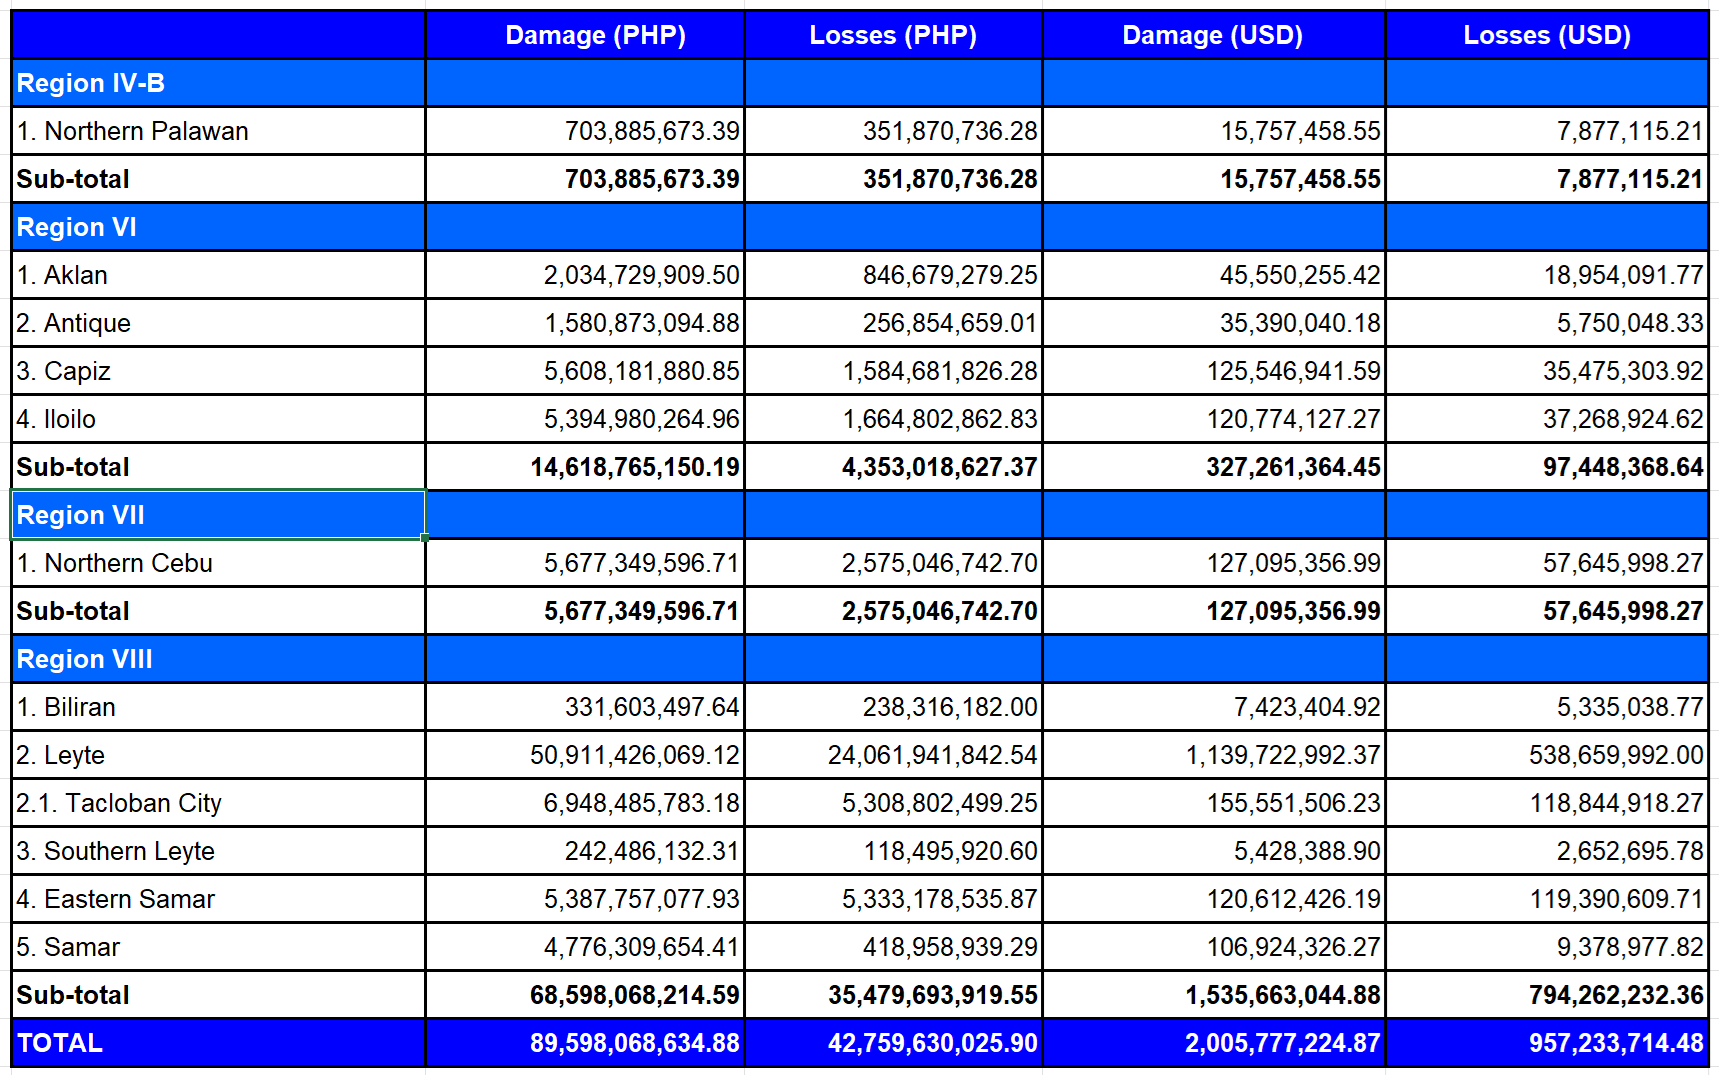 Damage (PHP) Losses (PHP) Damage (USD) Losses (USD)
Region IV-B
1. Northern Palawan 703,885,673.39 351,870,736.28 15,757,458.55 7,877,115.21
Sub-total 703,885,673.39 351,870,736.28 15,757,458.55 7,877,115.21
Region VI
1. Aklan 2,034,729,909.50 846,679,279.25 45,550,255.42 18,954,091.77
2. Antique 1,580,873,094.88 256,854,659.01 35,390,040.18 5,750,048.33
3. Capiz 5,608,181,880.85 1,584,681,826.28 125,546,941.59 35,475,303.92
4. Iloilo 5,394,980,264.96 1,664,802,862.83 120,774,127.27 37,268,924.62
Sub-total 14,618,765,150.19 4,353,018,627.37 327,261,364.45 97,448,368.64
Region VII
1. Northern Cebu 5,677,349,596.71 2,575,046,742.70 127,095,356.99 57,645,998.27
Sub-total 5,677,349,596.71 2,575,046,742.70 127,095,356.99 57,645,998.27
Region VIII
1. Biliran 331,603,497.64 238,316,182.00 7,423,404.92 5,335,038.77
2. Leyte 50,911,426,069.12 24,061,941,842.54 1,139,722,992.37 538,659,992.00
2.1. Tacloban City 6,948,485,783.18 5,308,802,499.25 155,551,506.23 118,844,918.27
3. Southern Leyte 242,486,132.31 118,495,920.60 5,428,388.90 2,652,695.78
4. Eastern Samar 5,387,757,077.93 5,333,178,535.87 120,612,426.19 119,390,609.71
5. Samar 4,776,309,654.41 418,958,939.29 106,924,326.27 9,378,977.82
Sub-total 68,598,068,214.59 35,479,693,919.55 1,535,663,044.88 794,262,232.36
TOTAL 89,598,068,634.88 42,759,630,025.90 2,005,777,224.87 957,233,714.48